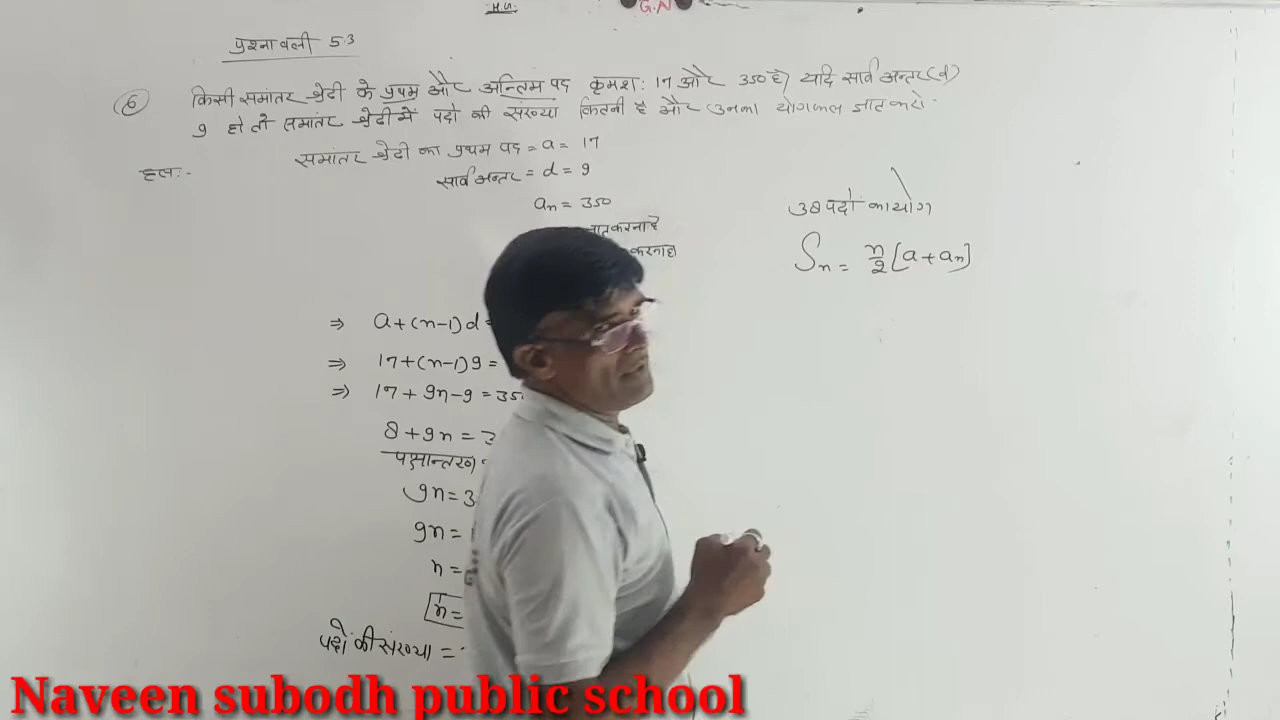 H.W.
G.N
प्रश्नावली 5.3
6 किसी समांतर श्रेढी के प्रथम और अन्तिम पद क्रमश: 17 और 350 है) यदि सार्व अन्तर (d)
9 हो तो समांतर श्रेढी में पदो की संख्या कितनी है और उनका योगफल ज्ञात करो
हल:-
समांतर श्रेढी का प्रथम पद = a = 17
सार्व अन्तर = d = 9
an = 350
करना है
करना है
⇒ a+(n-1)d
⇒ 17+(n-1)9 =
⇒ 17+9n-9 = 35
8+9n =
पक्षान्तरण
9n = 3
9n =
n =
n =
पदो की संख्या =
38 पदो का योग
Sn = n/2 [a+an]
Naveen subodh public school